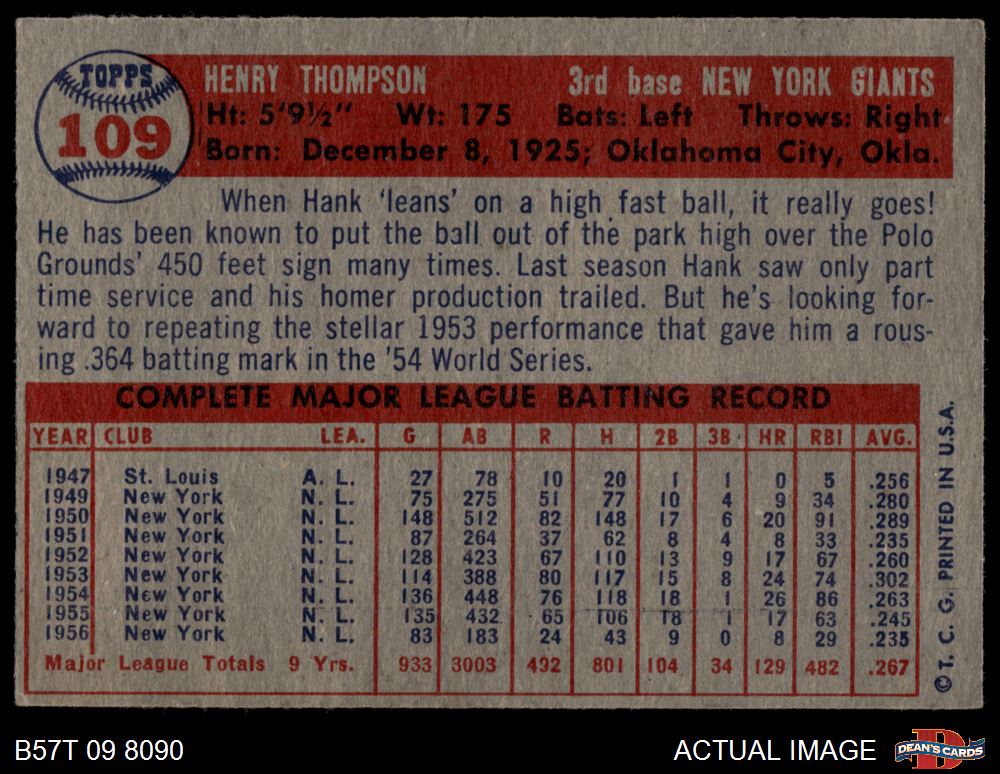 TOPPS
109
HENRY THOMPSON 3rd base NEW YORK GIANTS
Ht: 5'9½" Wt: 175 Bats: Left Throws: Right
Born: December 8, 1925; Oklahoma City, Okla.
When Hank 'leans' on a high fast ball, it really goes!
He has been known to put the ball out of the park high over the Polo
Grounds' 450 feet sign many times. Last season Hank saw only part
time service and his homer production trailed. But he's looking for-
ward to repeating the stellar 1953 performance that gave him a rous-
ing .364 batting mark in the '54 World Series.
COMPLETE MAJOR LEAGUE BATTING RECORD
YEAR CLUB LEA. G AB R H 2B 3B HR RBI AVG.
1947 St. Louis A. L. 27 78 10 20 1 1 0 5 .256
1949 New York N. L. 75 275 51 77 10 4 9 34 .280
1950 New York N. L. 148 512 82 148 17 6 20 91 .289
1951 New York N. L. 87 264 37 62 8 4 8 33 .235
1952 New York N. L. 128 423 67 110 13 9 17 67 .260
1953 New York N. L. 114 388 80 117 15 8 24 74 .302
1954 New York N. L. 136 448 76 118 18 1 26 86 .263
1955 New York N. L. 135 432 65 106 18 1 17 63 .245
1956 New York N. L. 83 183 24 43 9 0 8 29 .235
Major League Totals 9 Yrs. 933 3003 492 801 104 34 129 482 .267
© T. C. G. PRINTED IN U.S.A.
B57T 09 8090 ACTUAL IMAGE DEAN'S CARDS